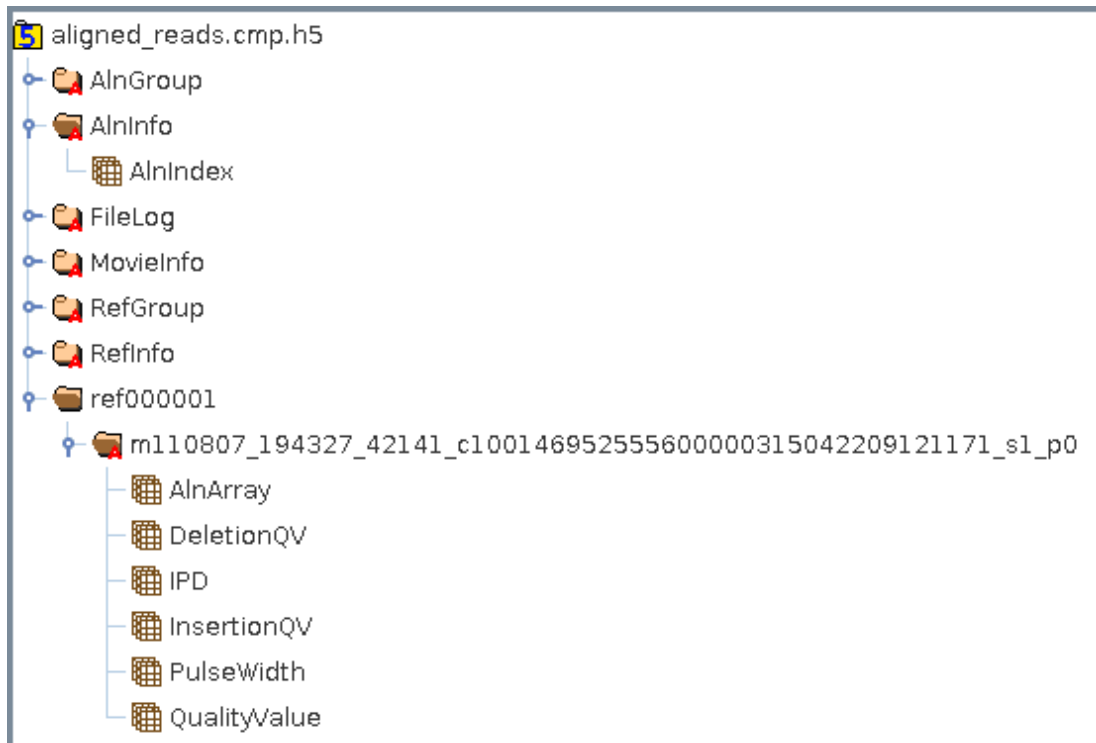 aligned_reads.cmp.h5
AlnGroup
AlnInfo
AlnIndex
FileLog
MovieInfo
RefGroup
RefInfo
ref000001
m110807_194327_42141_c100146952555600000315042209121171_s1_p0
AlnArray
DeletionQV
IPD
InsertionQV
PulseWidth
QualityValue